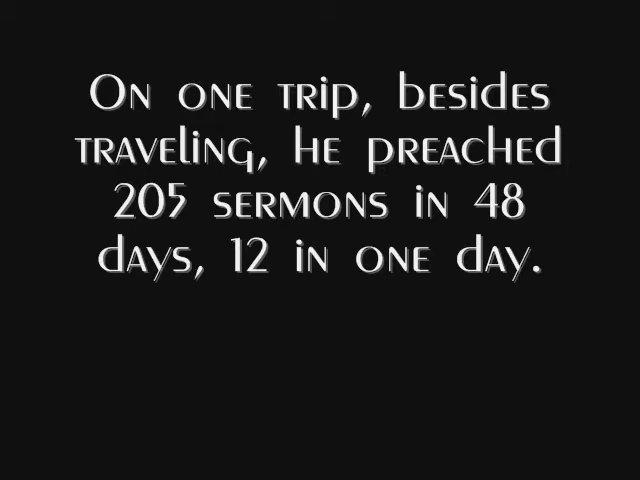 On one trip, besides
traveling, he preached
205 sermons in 48
days, 12 in one day.